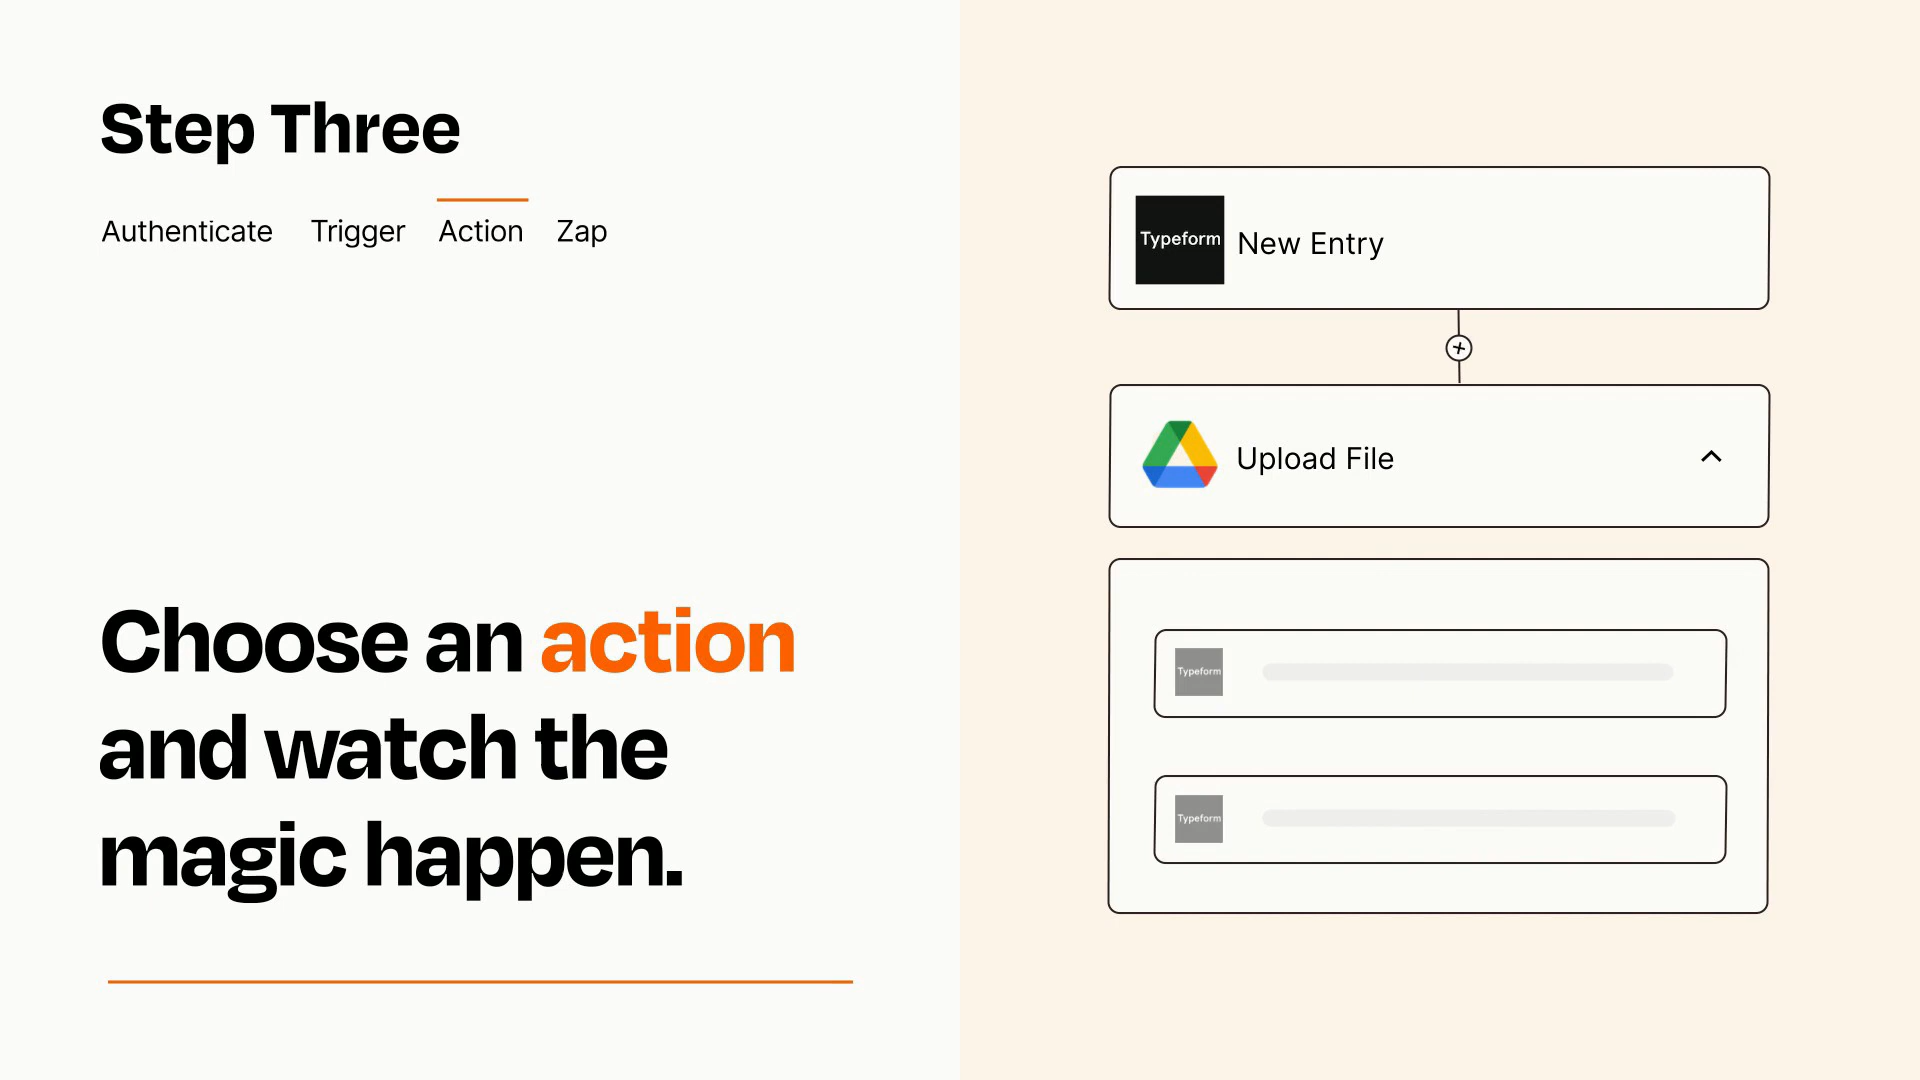 Step Three
Authenticate Trigger Action Zap
Choose an action
and watch the
magic happen.
Typeform New Entry
Upload File
Typeform
Typeform